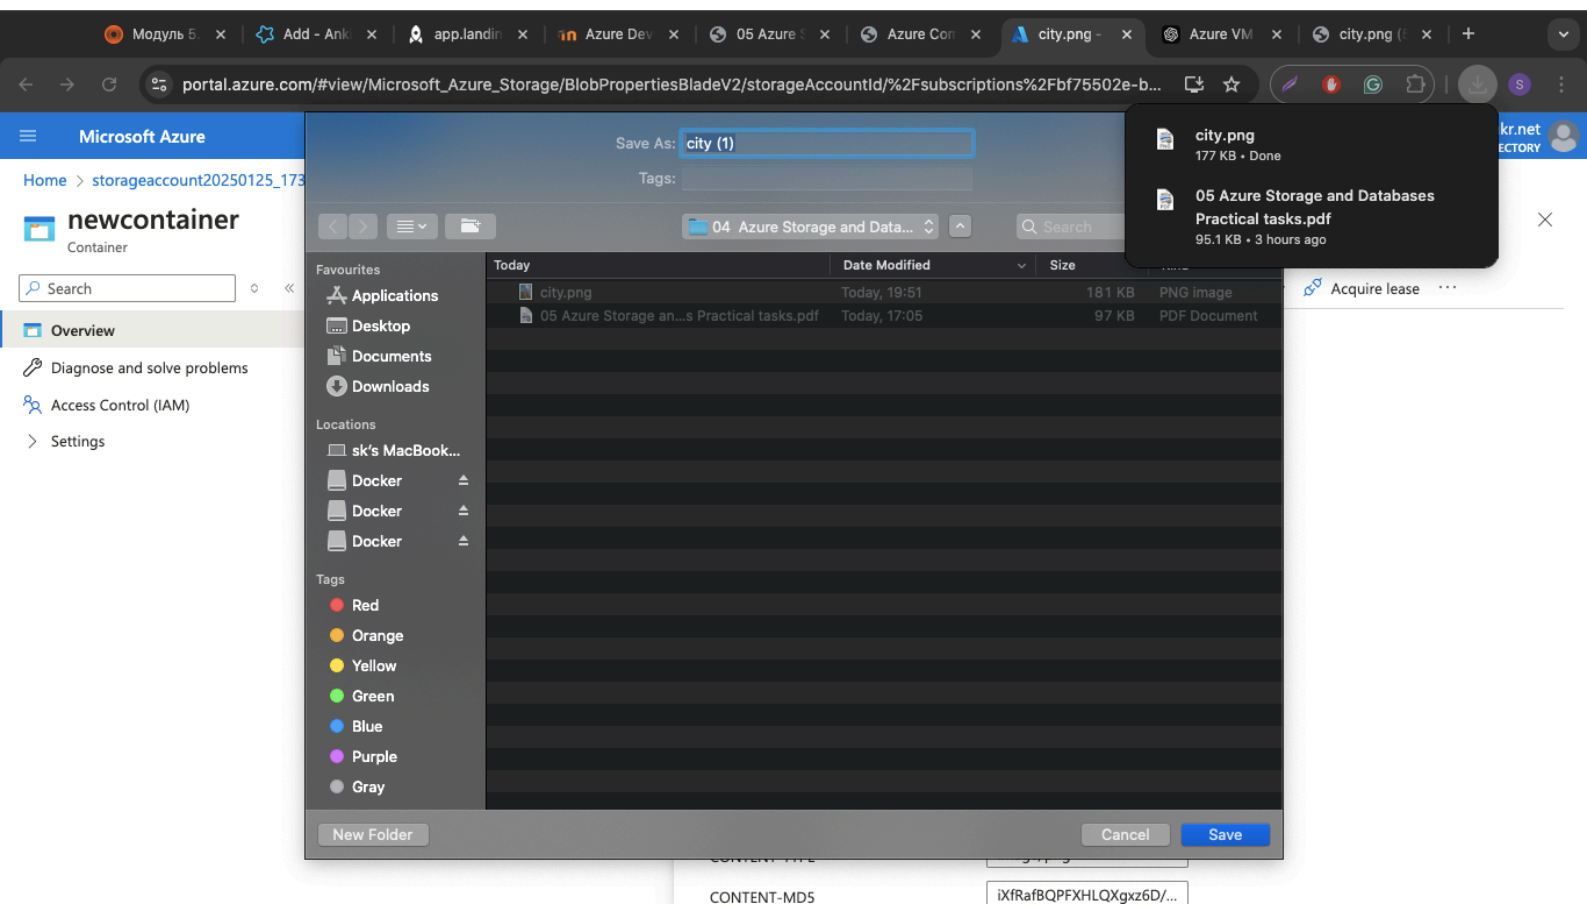 Модуль 5.
Add - Anki
app.landin
Azure Dev
05 Azure S
Azure Con
city.png -
Azure VM
city.png (
portal.azure.com/#view/Microsoft_Azure_Storage/BlobPropertiesBladeV2/storageAccountId/%2Fsubscriptions%2Fbf75502e-b...
S
Microsoft Azure
kr.net
ECTORY
Home > storageaccount20250125_173
newcontainer
Container
Search
Overview
Diagnose and solve problems
Access Control (IAM)
Settings
Save As: city (1)
Tags:
04 Azure Storage and Data...
Search
Favourites
Applications
Desktop
Documents
Downloads
Locations
sk's MacBook...
Docker
Docker
Docker
Tags
Red
Orange
Yellow
Green
Blue
Purple
Gray
Today Date Modified Size
city.png Today, 19:51 181 KB PNG image
05 Azure Storage an...s Practical tasks.pdf Today, 17:05 97 KB PDF Document
New Folder
Cancel
Save
city.png
177 KB • Done
05 Azure Storage and Databases
Practical tasks.pdf
95.1 KB • 3 hours ago
Acquire lease
CONTENT-MD5
iXfRafBQPFXHLQXgxz6D/...